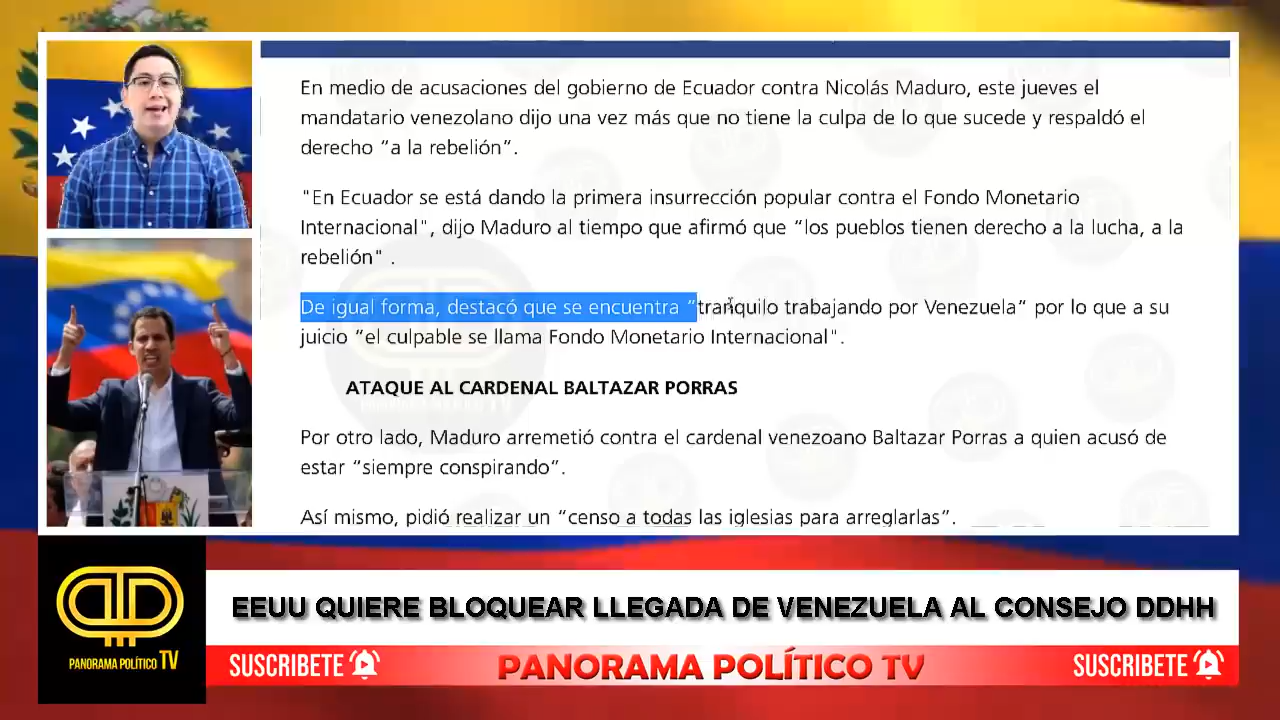 En medio de acusaciones del gobierno de Ecuador contra Nicolás Maduro, este jueves el
mandatario venezolano dijo una vez más que no tiene la culpa de lo que sucede y respaldó el
derecho “a la rebelión”.
"En Ecuador se está dando la primera insurrección popular contra el Fondo Monetario
Internacional", dijo Maduro al tiempo que afirmó que “los pueblos tienen derecho a la lucha, a la
rebelión" .
De igual forma, destacó que se encuentra “tranquilo trabajando por Venezuela” por lo que a su
juicio “el culpable se llama Fondo Monetario Internacional".
ATAQUE AL CARDENAL BALTAZAR PORRAS
Por otro lado, Maduro arremetió contra el cardenal venezoano Baltazar Porras a quien acusó de
estar “siempre conspirando”.
Así mismo, pidió realizar un “censo a todas las iglesias para arreglarlas”.
EEUU QUIERE BLOQUEAR LLEGADA DE VENEZUELA AL CONSEJO DDHH
PANORAMA POLÍTICO TV
SUSCRIBETE PANORAMA POLÍTICO TV SUSCRIBETE